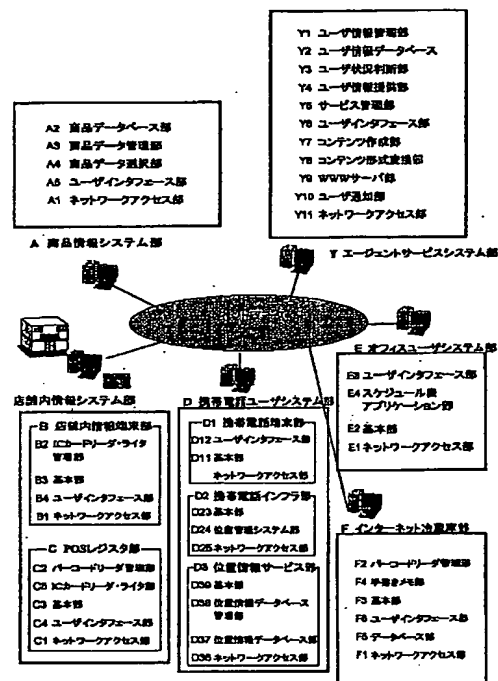 Y1 ユーザ情報管理部
Y2 ユーザ情報データベース
Y3 ユーザ状況判断部
Y4 ユーザ情報提供部
Y5 サービス管理部
Y6 ユーザインタフェース部
Y7 コンテンツ作成部
Y8 コンテンツ形式変換部
Y9 WWWサーバ部
Y10 ユーザ通知部
Y11 ネットワークアクセス部
Y エージェントサービスシステム部
A2 商品データベース部
A3 商品データ管理部
A4 商品データ選択部
A5 ユーザインタフェース部
A1 ネットワークアクセス部
A 商品情報システム部
店舗内情報システム部
B 店舗内情報端末部
B2 ICカードリーダ・ライタ
管理部
B3 基本部
B4 ユーザインタフェース部
B1 ネットワークアクセス部
C POSレジスタ部
C2 バーコードリーダ管理部
C5 ICカードリーダ・ライタ部
C3 基本部
C4 ユーザインタフェース部
C1 ネットワークアクセス部
D 携帯電話ユーザシステム部
D1 携帯電話端末部
D12 ユーザインタフェース部
D11 基本部
ネットワークアクセス部
D2 携帯電話インフラ部
D23 基本部
D24 位置管理システム部
D25 ネットワークアクセス部
D3 位置情報サービス部
D39 基本部
D38 位置情報データベース
管理部
D37 位置情報データベース部
D36 ネットワークアクセス部
E オフィスユーザシステム部
E3 ユーザインタフェース部
E4 スケジュール機
アプリケーション部
E2 基本部
E1 ネットワークアクセス部
F インターネット冷蔵庫部
F2 バーコードリーダ管理部
F4 手書きメモ部
F3 基本部
F6 ユーザインタフェース部
F5 データベース部
F1 ネットワークアクセス部